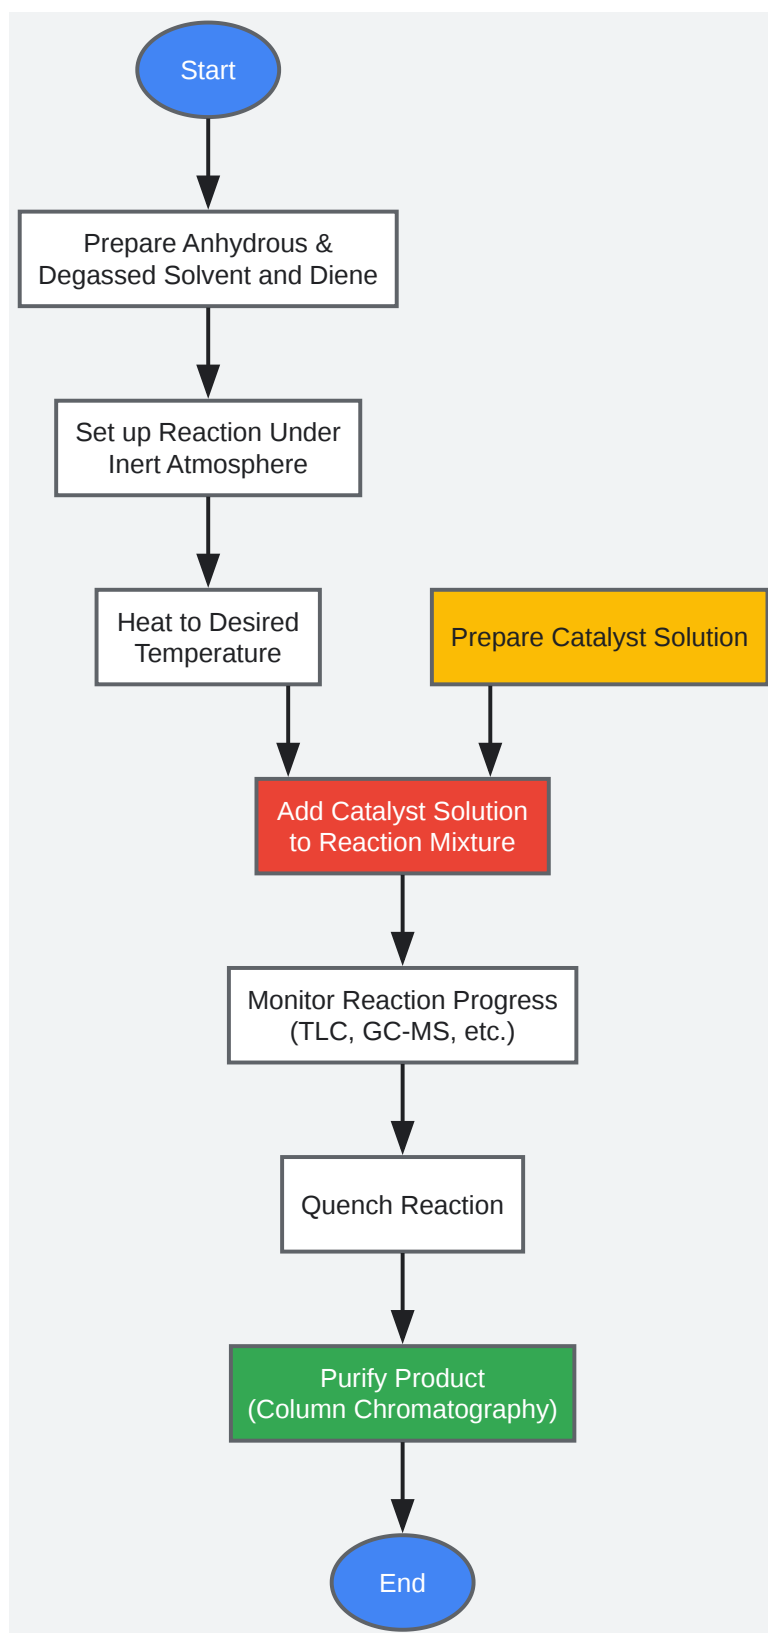 Start
Prepare Anhydrous &
Degassed Solvent and Diene
Set up Reaction Under
Inert Atmosphere
Heat to Desired
Temperature
Prepare Catalyst Solution
Add Catalyst Solution
to Reaction Mixture
Monitor Reaction Progress
(TLC, GC-MS, etc.)
Quench Reaction
Purify Product
(Column Chromatography)
End